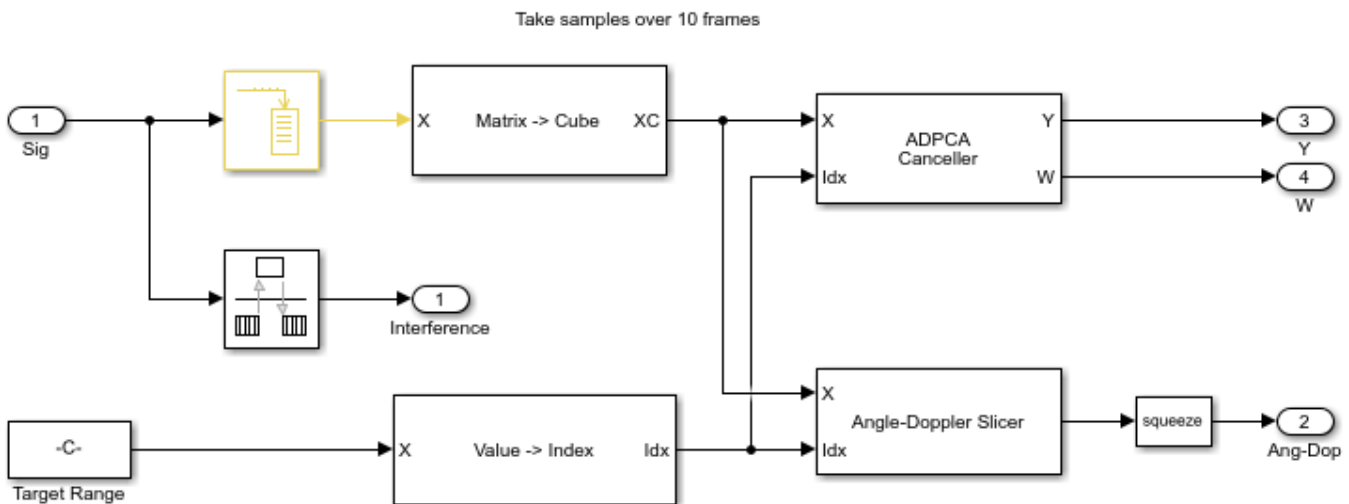 Take samples over 10 frames
1
Sig
X
Matrix -> Cube
XC
X
Idx
ADPCA
Canceller
Y
W
3
Y
4
W
1
Interference
-C-
Target Range
X
Value -> Index
Idx
X
Idx
Angle-Doppler Slicer
squeeze
2
Ang-Dop